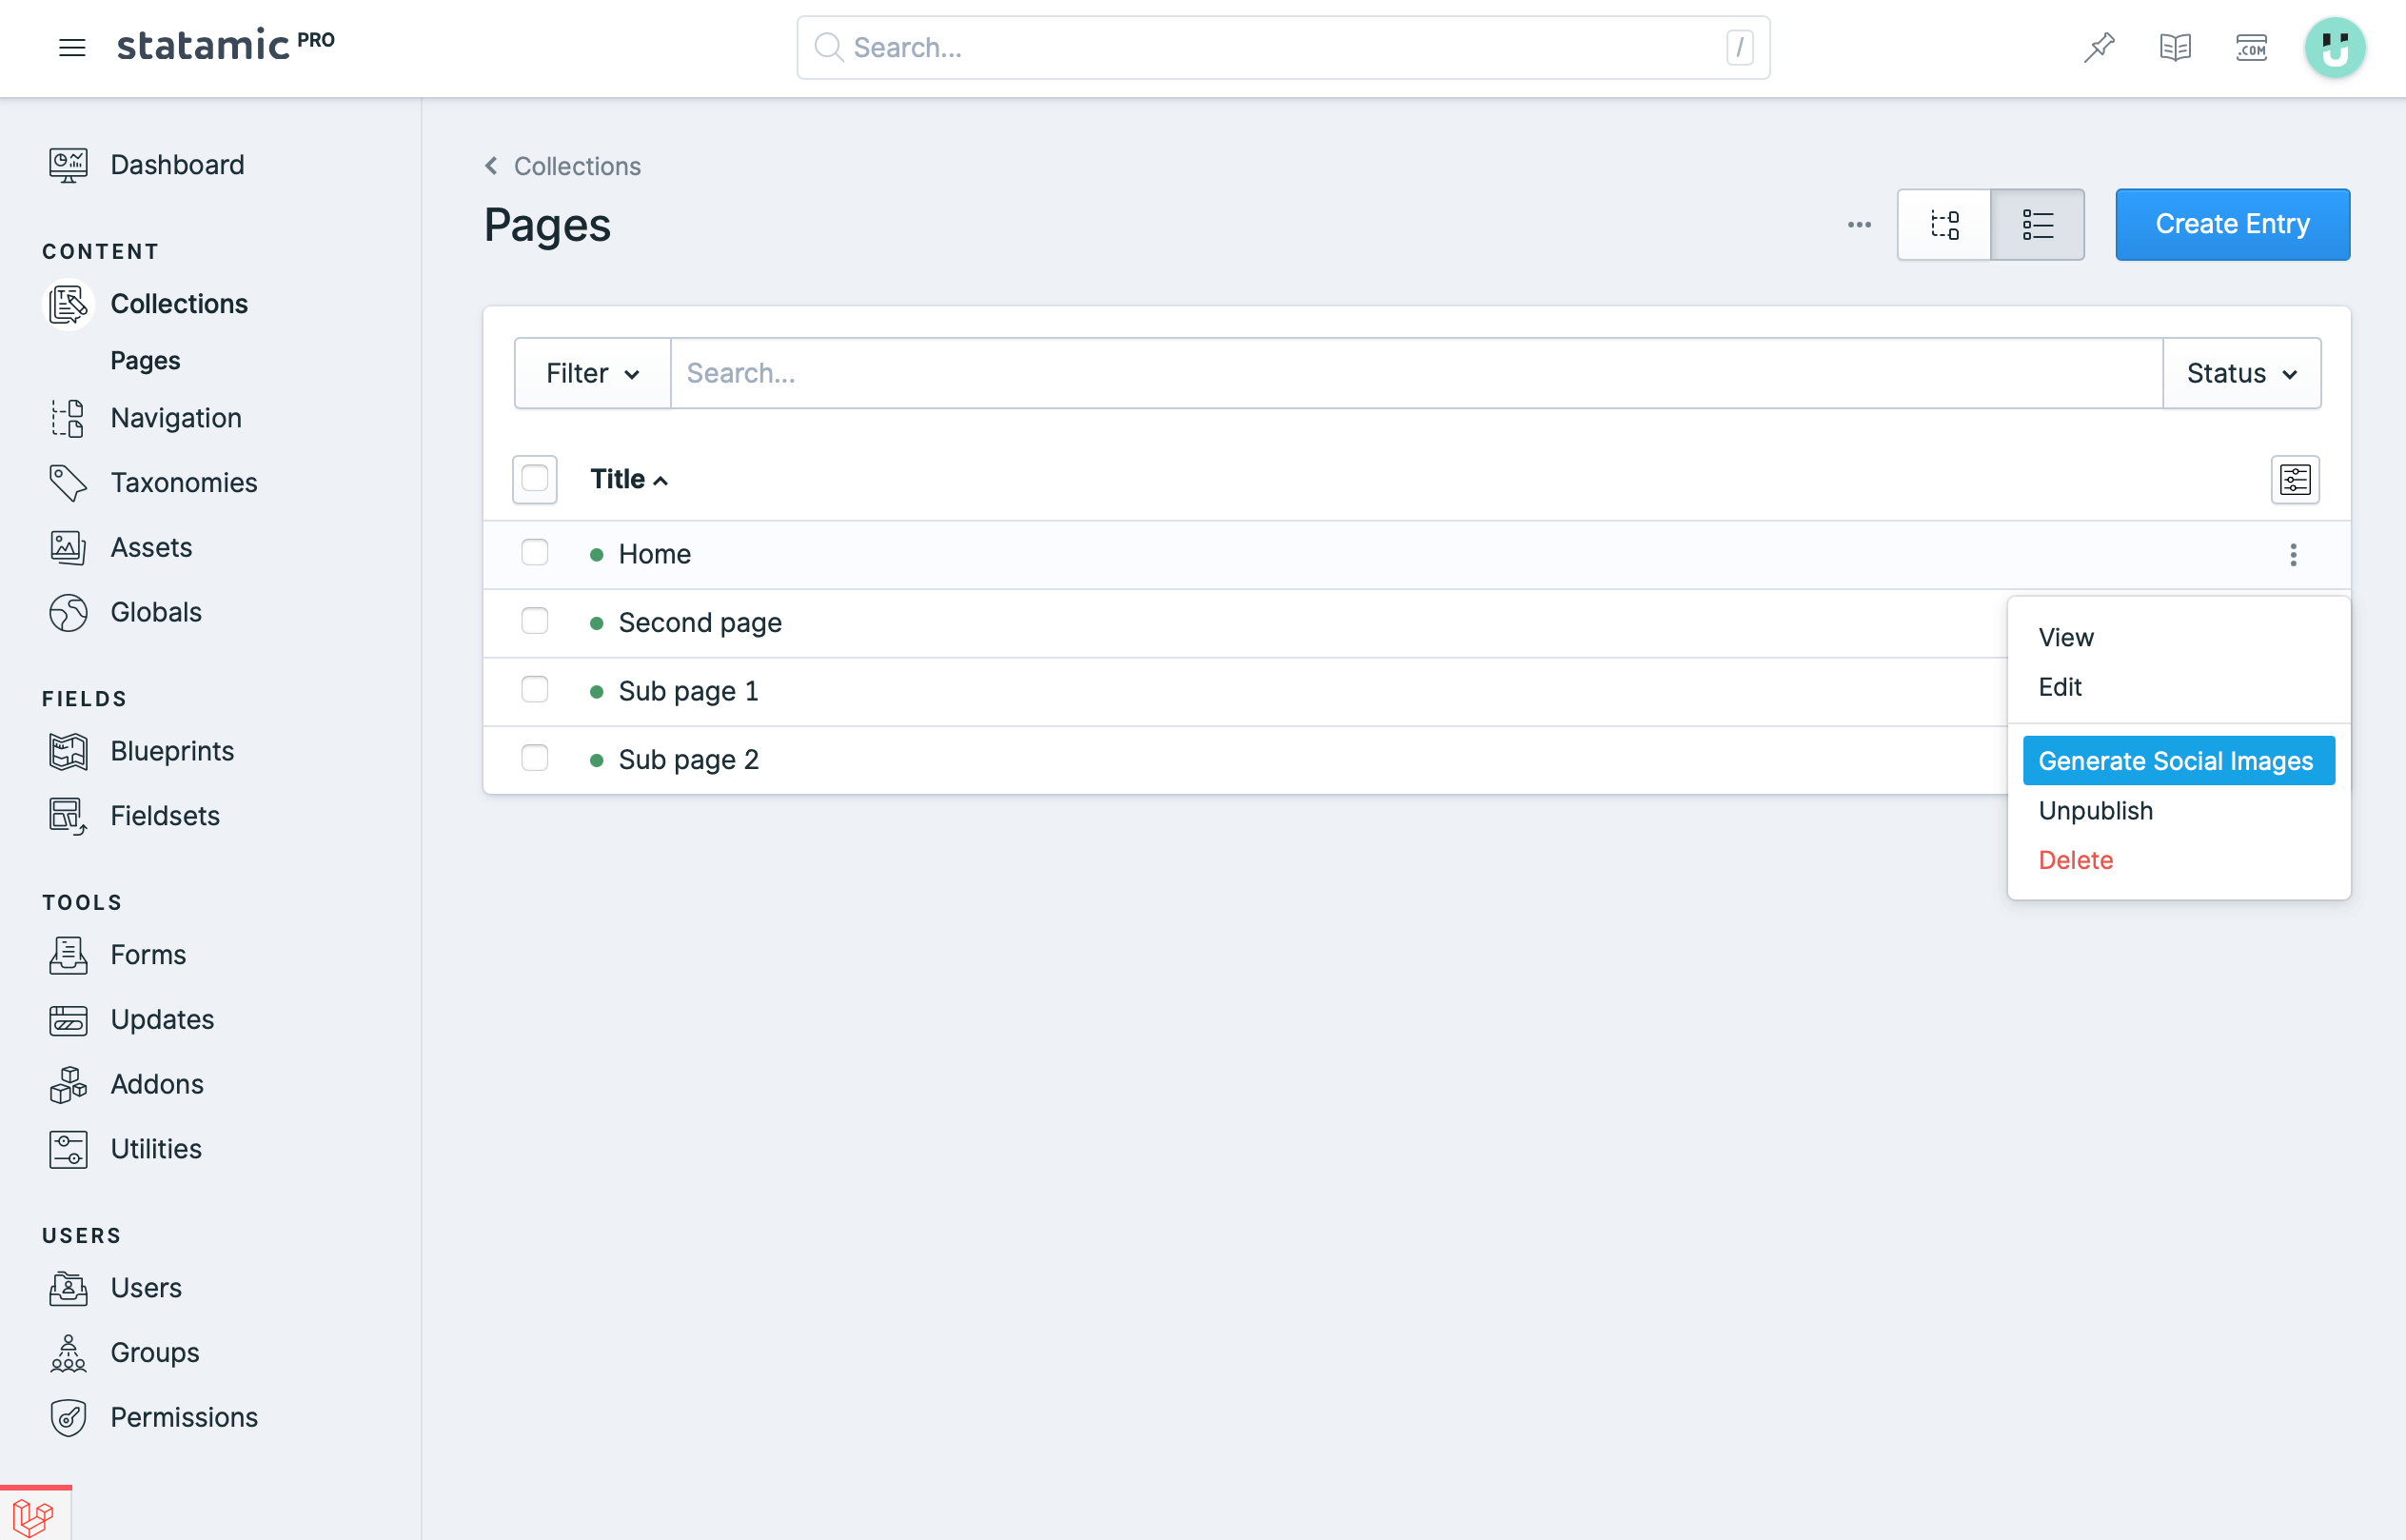 statamic PRO
Search...
/
.COM
Dashboard
CONTENT
Collections
Pages
Navigation
Taxonomies
Assets
Globals
FIELDS
Blueprints
Fieldsets
TOOLS
Forms
Updates
Addons
Utilities
USERS
Users
Groups
Permissions
Collections
Pages
Create Entry
Filter
Search...
Status
Title
Home
Second page
Sub page 1
Sub page 2
View
Edit
Generate Social Images
Unpublish
Delete